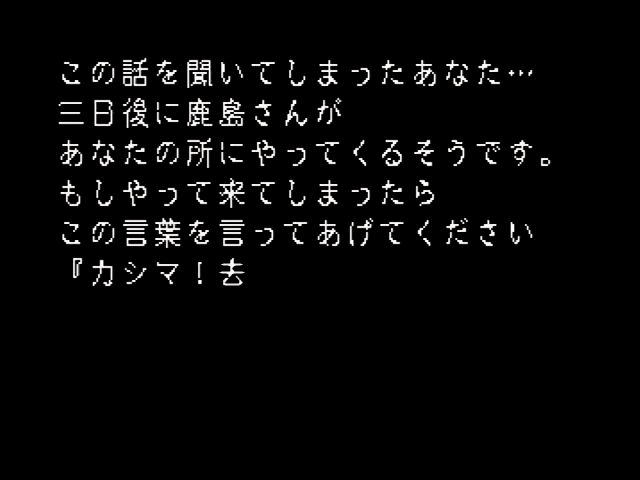 この話を聞いてしまったあなた…
三日後に鹿島さんが
あなたの所にやってくるそうです。
もしやって来てしまったら
この言葉を言ってあげてください
『カシマ！去